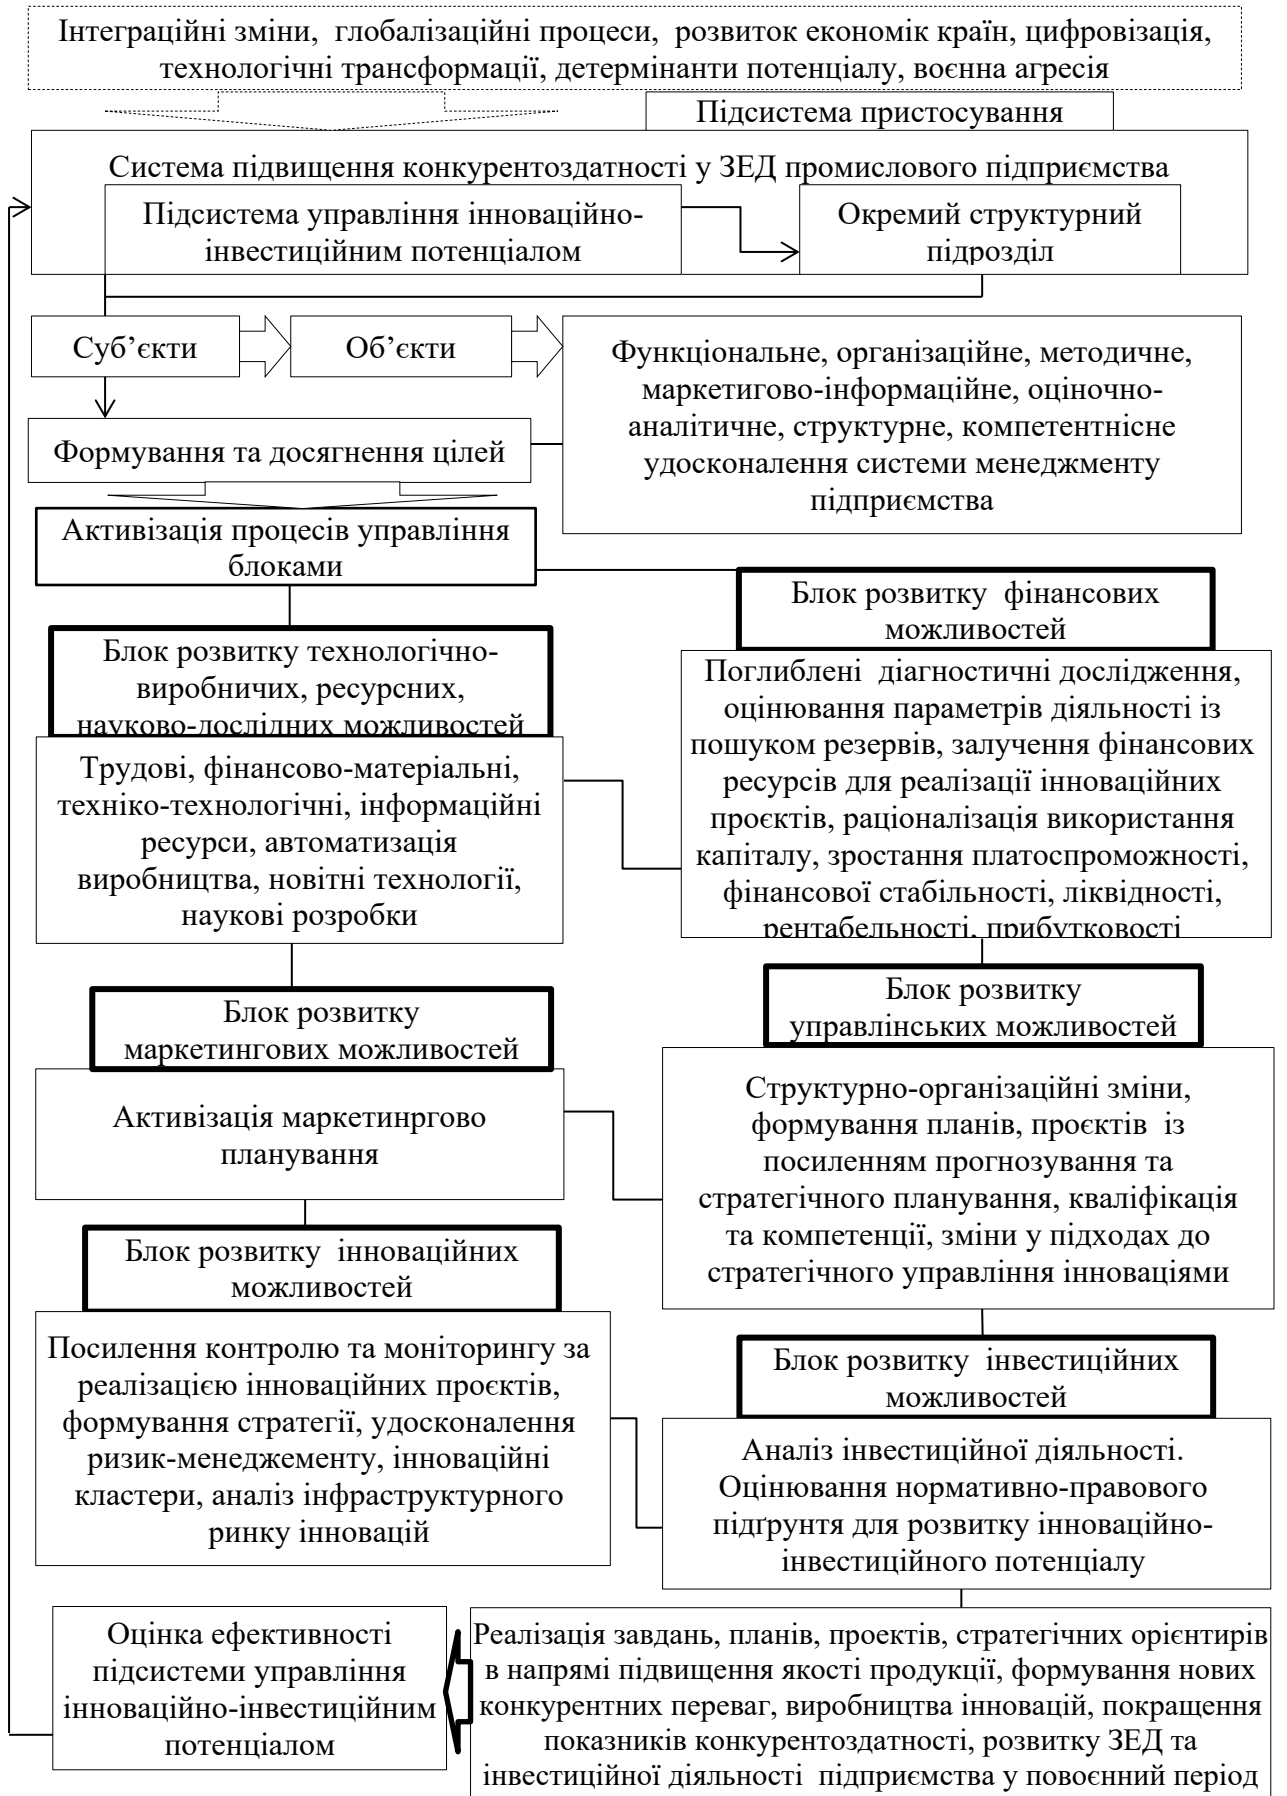 Інтеграційні зміни, глобалізаційні процеси, розвиток економік країн, цифровізація,
технологічні трансформації, детермінанти потенціалу, воєнна агресія
Підсистема пристосування
Система підвищення конкурентоздатності у ЗЕД промислового підприємства
Підсистема управління інноваційно-
інвестиційним потенціалом
Окремий структурний
підрозділ
Суб’єкти
Об’єкти
Функціональне, організаційне, методичне,
маркетигово-інформаційне, оціночно-
аналітичне, структурне, компетентнісне
удосконалення системи менеджменту
підприємства
Формування та досягнення цілей
Активізація процесів управління
блоками
Блок розвитку фінансових
можливостей
Блок розвитку технологічно-
виробничих, ресурсних,
науково-дослідних можливостей
Поглиблені діагностичні дослідження,
оцінювання параметрів діяльності із
пошуком резервів, залучення фінансових
ресурсів для реалізації інноваційних
проєктів, раціоналізація використання
капіталу, зростання платоспроможності,
фінансової стабільності, ліквідності,
рентабельності, прибутковості
Трудові, фінансово-матеріальні,
техніко-технологічні, інформаційні
ресурси, автоматизація
виробництва, новітні технології,
наукові розробки
Блок розвитку
маркетингових можливостей
Блок розвитку
управлінських можливостей
Активізація маркетинргово
планування
Структурно-організаційні зміни,
формування планів, проєктів із
посиленням прогнозування та
стратегічного планування, кваліфікація
та компетенції, зміни у підходах до
стратегічного управління інноваціями
Блок розвитку інноваційних
можливостей
Посилення контролю та моніторингу за
реалізацією інноваційних проєктів,
формування стратегії, удосконалення
ризик-менеджементу, інноваційні
кластери, аналіз інфраструктурного
ринку інновацій
Блок розвитку інвестиційних
можливостей
Аналіз інвестиційної діяльності.
Оцінювання нормативно-правового
підґрунтя для розвитку інноваційно-
інвестиційного потенціалу
Оцінка ефективності
підсистеми управління
інноваційно-інвестиційним
потенціалом
Реалізація завдань, планів, проектів, стратегічних орієнтирів
в напрямі підвищення якості продукції, формування нових
конкурентних переваг, виробництва інновацій, покращення
показників конкурентоздатності, розвитку ЗЕД та
інвестиційної діяльності підприємства у повоєнний період